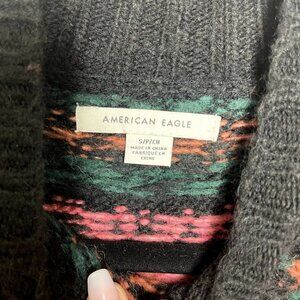 AMERICAN EAGLE
S/P/CH
MADE IN CHINA
FABRIQUÉ EN
CHINE